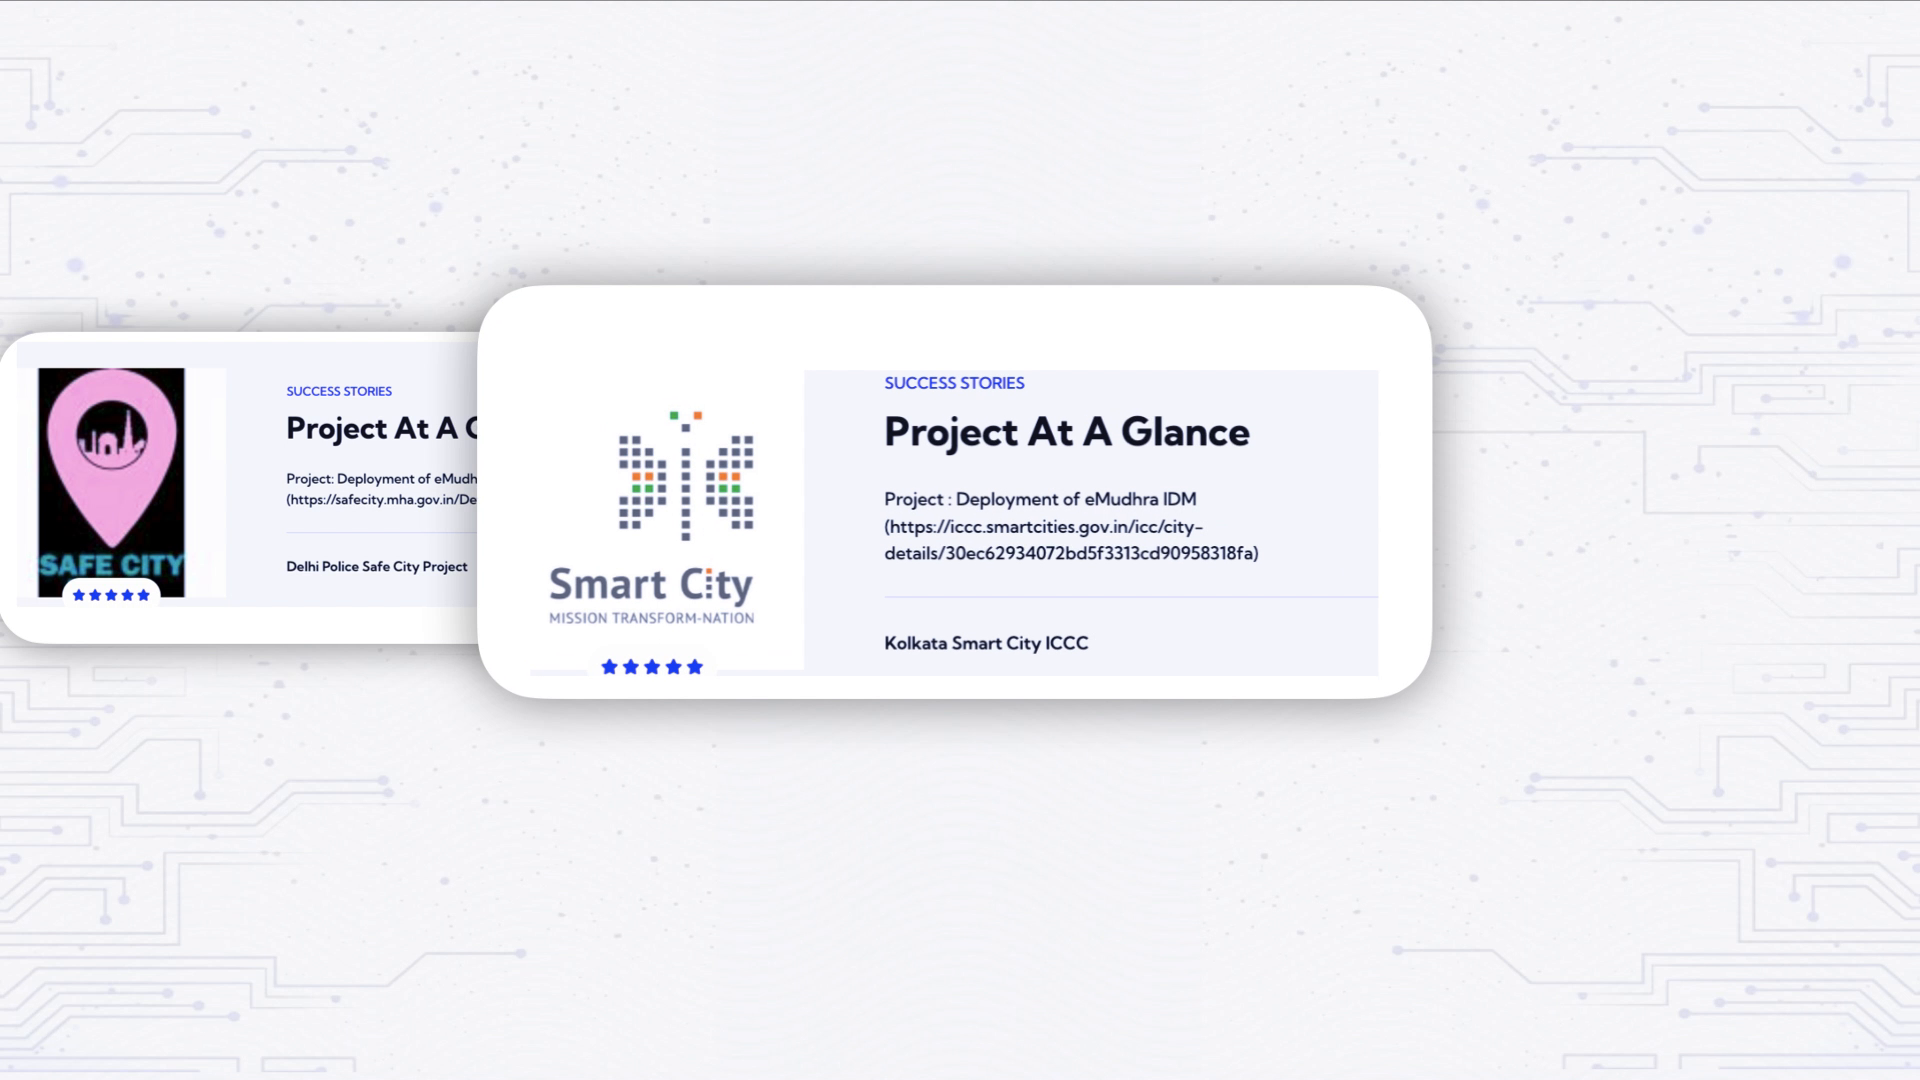 SAFE CITY
SUCCESS STORIES
Project At A
Project: Deployment of
(https://safecity.mha.gov.in/De
Delhi Police Safe City Project
Smart City
MISSION TRANSFORM-NATION
SUCCESS STORIES
Project At A Glance
Project : Deployment of eMudhra IDM
(https://iccc.smartcities.gov.in/icc/city-
details/30ec62934072bd5f3313cd90958318fa)
Kolkata Smart City ICCC